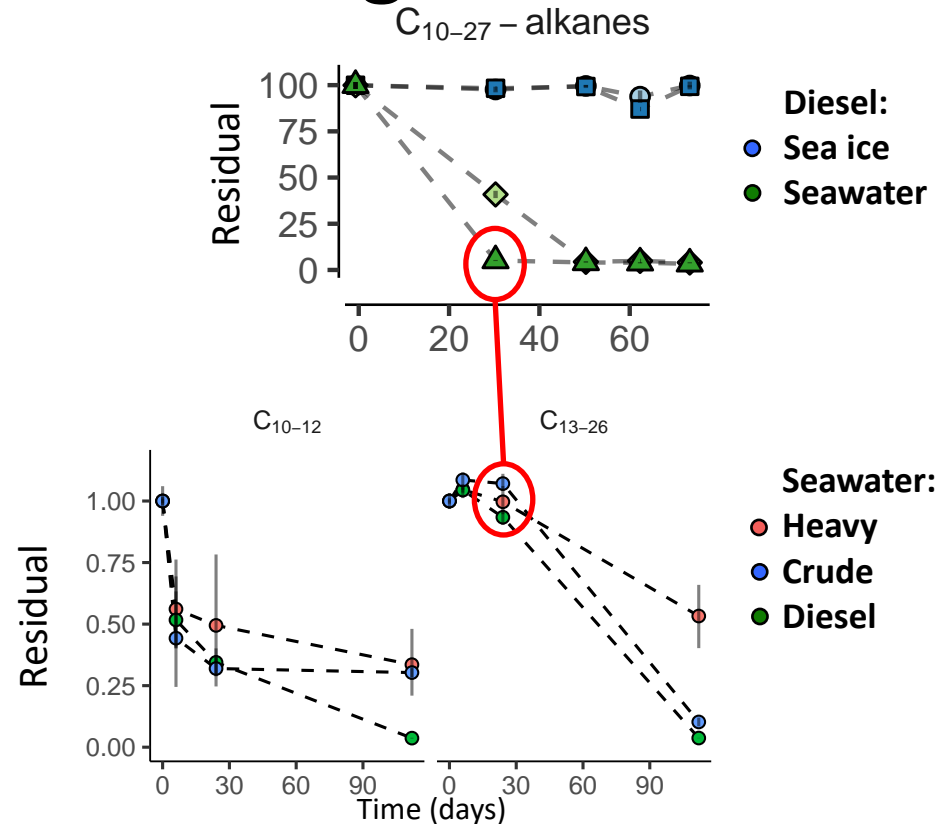 C10–27 – alkanes
Residual
100
75
50
25
0
0 20 40 60
Diesel:
Sea ice
Seawater
C10–12 C13–26
Residual
1.00
0.75
0.50
0.25
0.00
0 30 60 90 0 30 60 90
Time (days)
Seawater:
Heavy
Crude
Diesel